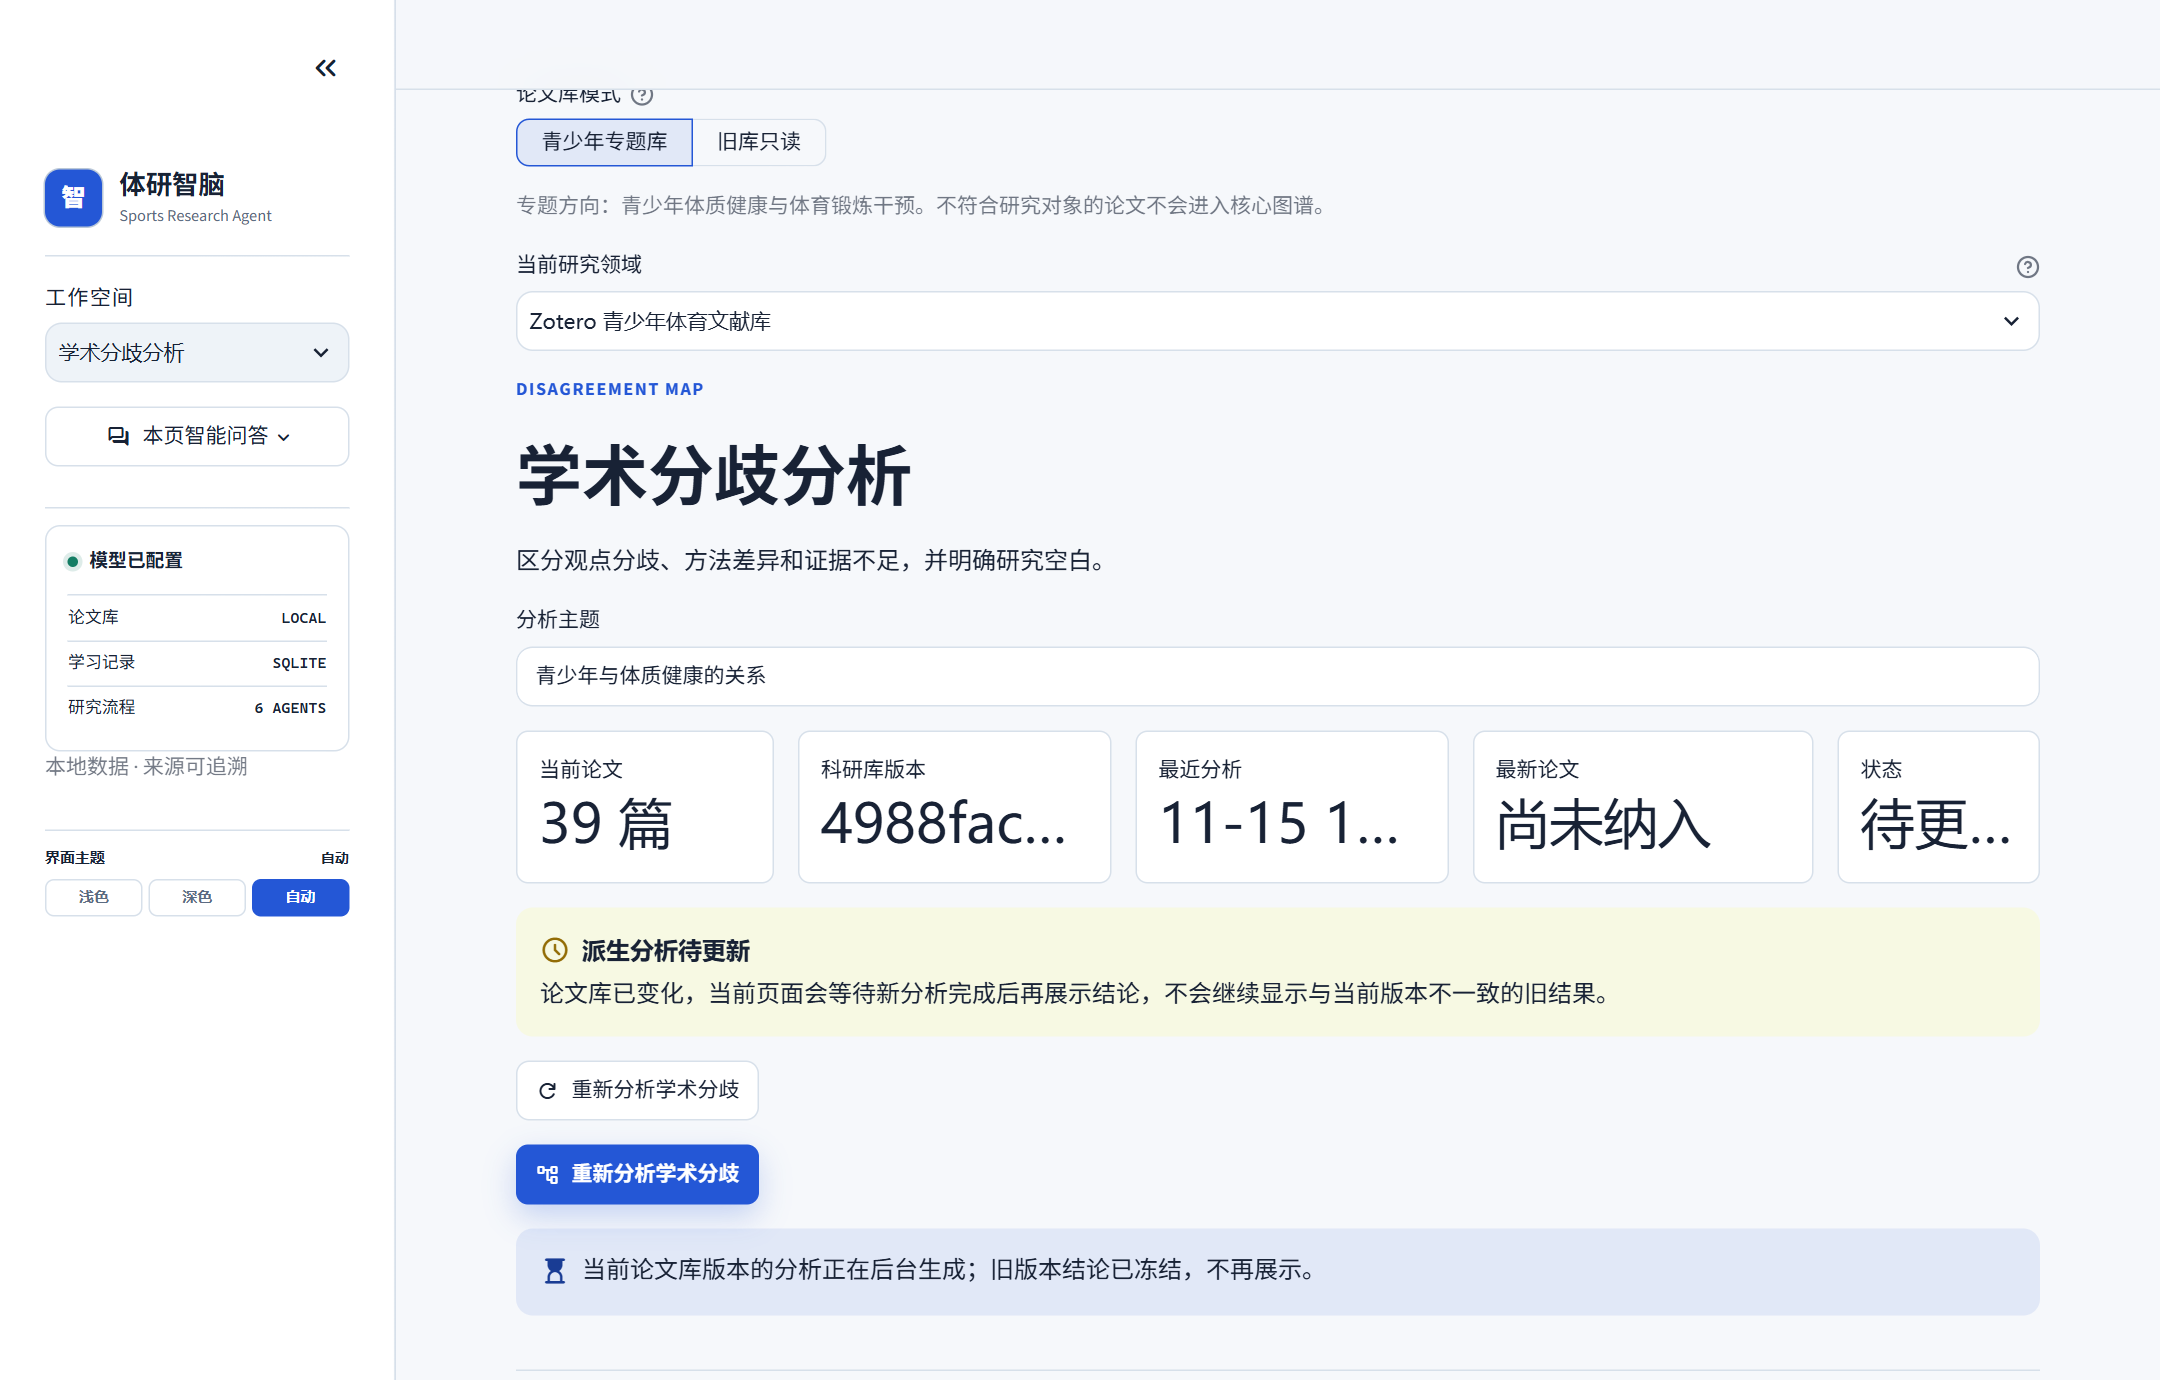 智
体研智脑
Sports Research Agent
工作空间
学术分歧分析
本页智能问答
模型已配置
论文库 LOCAL
学习记录 SQLITE
研究流程 6 AGENTS
本地数据 · 来源可追溯
界面主题 自动
浅色 深色 自动
论文库模式
青少年专题库 旧库只读
专题方向：青少年体质健康与体育锻炼干预。不符合研究对象的论文不会进入核心图谱。
当前研究领域
Zotero 青少年体育文献库
DISAGREEMENT MAP
学术分歧分析
区分观点分歧、方法差异和证据不足，并明确研究空白。
分析主题
青少年与体质健康的关系
当前论文
39 篇
科研库版本
4988fac...
最近分析
11-15 1...
最新论文
尚未纳入
状态
待更...
派生分析待更新
论文库已变化，当前页面会等待新分析完成后再展示结论，不会继续显示与当前版本不一致的旧结果。
重新分析学术分歧
重新分析学术分歧
当前论文库版本的分析正在后台生成；旧版本结论已冻结，不再展示。